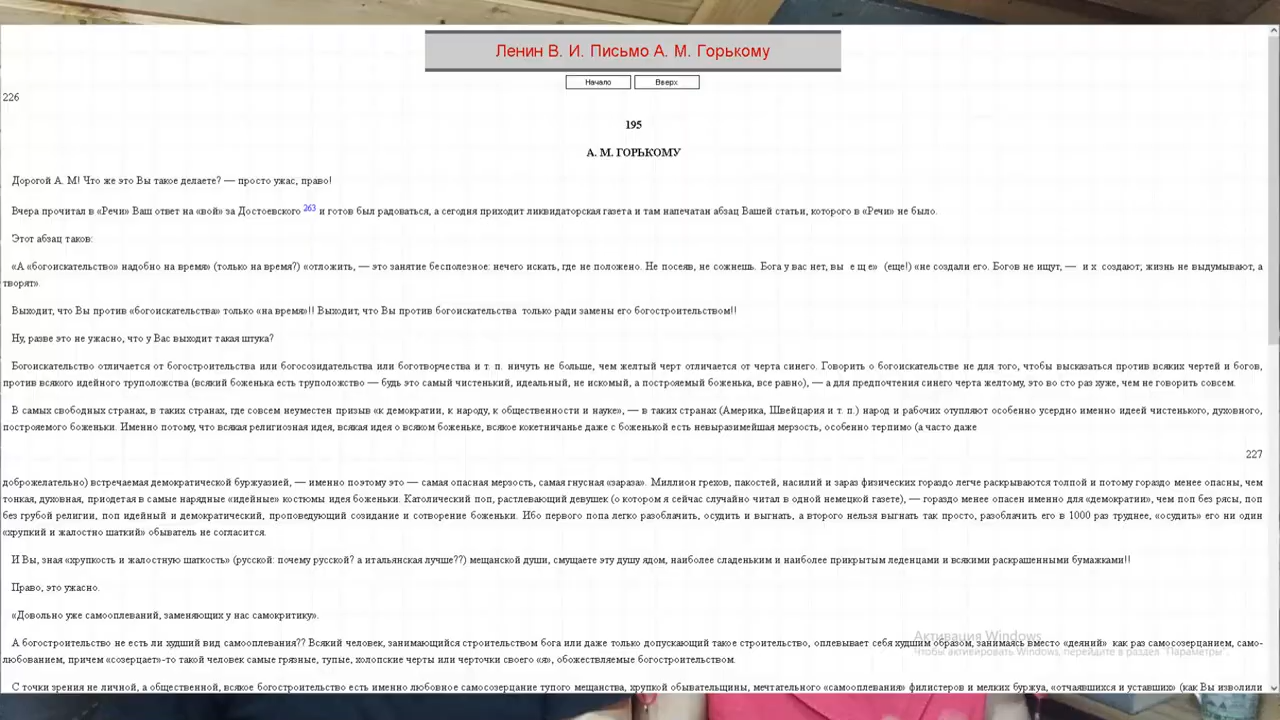 Ленин В. И. Письмо А. М. Горькому
Начало Вверх
226
195
А. М. ГОРЬКОМУ
Дорогой А. М! Что же это Вы такое делаете? — просто ужас, право!
Вчера прочитал в «Речи» Ваш ответ на «вой» за Достоевского 263 и готов был радоваться, а сегодня приходит ликвидаторская газета и там напечатан абзац Вашей статьи, которого в «Речи» не было.
Этот абзац таков:
«А «богоискательство» надобно на время» (только на время?) «отложить, — это занятие бесполезное: нечего искать, где не положено. Не посеяв, не сожнешь. Бога у вас нет, вы е щ е» (еще!) «не создали его. Богов не ищут, — и х создают; жизнь не выдумывают, а
творят».
Выходит, что Вы против «богоискательства» только «на время»!! Выходит, что Вы против богоискательства только ради замены его богостроительством!!
Ну, разве это не ужасно, что у Вас выходит такая штука?
Богоискательство отличается от богостроительства или богосозидательства или боготворчества и т. п. ничуть не больше, чем желтый черт отличается от черта синего. Говорить о богоискательстве не для того, чтобы высказаться против всяких чертей и богов,
против всякого идейного труположства (всякий боженька есть труположство — будь это самый чистенький, идеальный, не искомый, а построяемый боженька, все равно), — а для предпочтения синего черта желтому, это во сто раз хуже, чем не говорить совсем.
В самых свободных странах, в таких странах, где совсем неуместен призыв «к демократии, к народу, к общественности и науке», — в таких странах (Америка, Швейцария и т. п.) народ и рабочих отупляют особенно усердно именно идеей чистенького, духовного,
построяемого боженьки. Именно потому, что всякая религиозная идея, всякая идея о всяком боженьке, всякое кокетничанье даже с боженькой есть невыразимейшая мерзость, особенно терпимо (а часто даже
227
доброжелательно) встречаемая демократической буржуазией, — именно поэтому это — самая опасная мерзость, самая гнусная «зараза». Миллион грехов, пакостей, насилий и зараз физических гораздо легче раскрываются толпой и потому гораздо менее опасны, чем
тонкая, духовная, приодетая в самые нарядные «идейные» костюмы идея боженьки. Католический поп, растлевающий девушек (о котором я сейчас случайно читал в одной немецкой газете), — гораздо менее опасен именно для «демократии», чем поп без рясы, поп
без грубой религии, поп идейный и демократический, проповедующий созидание и сотворение боженьки. Ибо первого попа легко разоблачить, осудить и выгнать, а второго нельзя выгнать так просто, разоблачить его в 1000 раз труднее, «осудить» его ни один
«хрупкий и жалостно шаткий» обыватель не согласится.
И Вы, зная «хрупкость и жалостную шаткость» (русской: почему русской? а итальянская лучше??) мещанской души, смущаете эту душу ядом, наиболее сладеньким и наиболее прикрытым леденцами и всякими раскрашенными бумажками!!
Право, это ужасно.
«Довольно уже самооплеваний, заменяющих у нас самокритику».
А богостроительство не есть ли худший вид самооплевания?? Всякий человек, занимающийся строительством бога или даже только допускающий такое строительство, оплевывает себя худшим образом, занимаясь вместо «деяний» как раз самосозерцанием, само-
любованием, причем «созерцает»-то такой человек самые грязные, тупые, холопские черты или черточки своего «я», обожествляемые богостроительством.
С точки зрения не личной, а общественной, всякое богостроительство есть именно любовное самосозерцание тупого мещанства, хрупкой обывательщины, мечтательного «самооплевания» филистеров и мелких буржуа, «отчаявшихся и уставших» (как Вы изволили
Активация Windows
Чтобы активировать Windows, перейдите в раздел "Параметры".